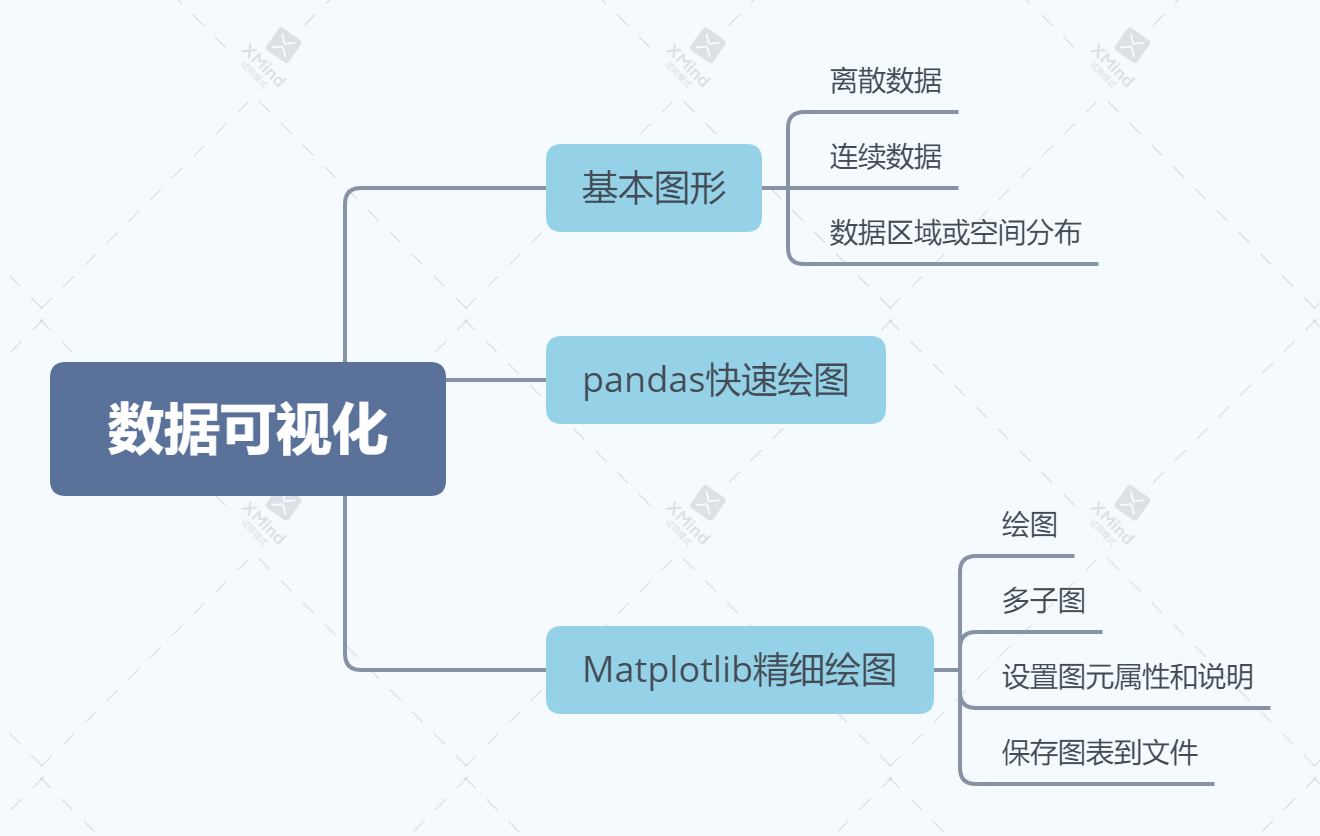 离散数据
连续数据
数据区域或空间分布
基本图形
pandas快速绘图
数据可视化
绘图
多子图
设置图元属性和说明
保存图表到文件
Matplotlib精细绘图
XMind
试用模式
XMind
试用模式
XMind
试用模式
XMind
试用模式
XMind
试用模式
XMind
试用模式